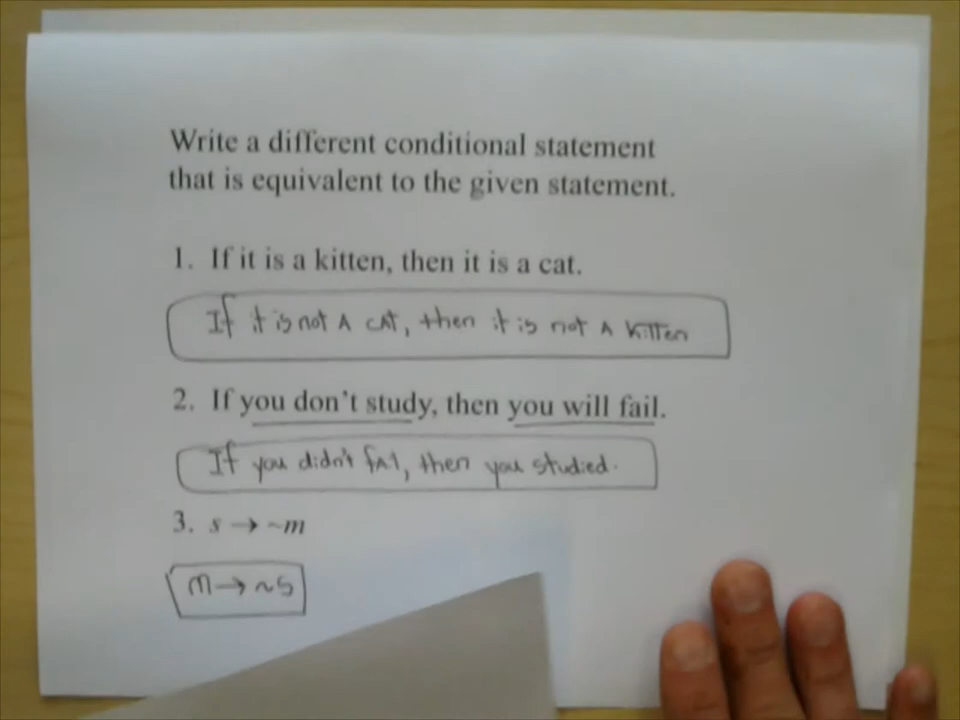 Write a different conditional statement
that is equivalent to the given statement.
1. If it is a kitten, then it is a cat.
If it is not A CAT, then it is not A kitten
2. If you don't study, then you will fail.
If you didn't fAil, then you studied.
3. s → ~m
m → ~s